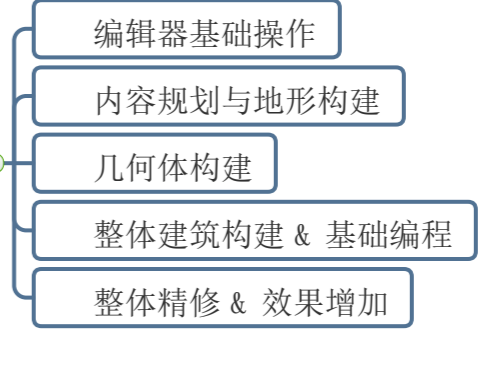 编辑器基础操作
内容规划与地形构建
几何体构建
整体建筑构建 & 基础编程
整体精修 & 效果增加